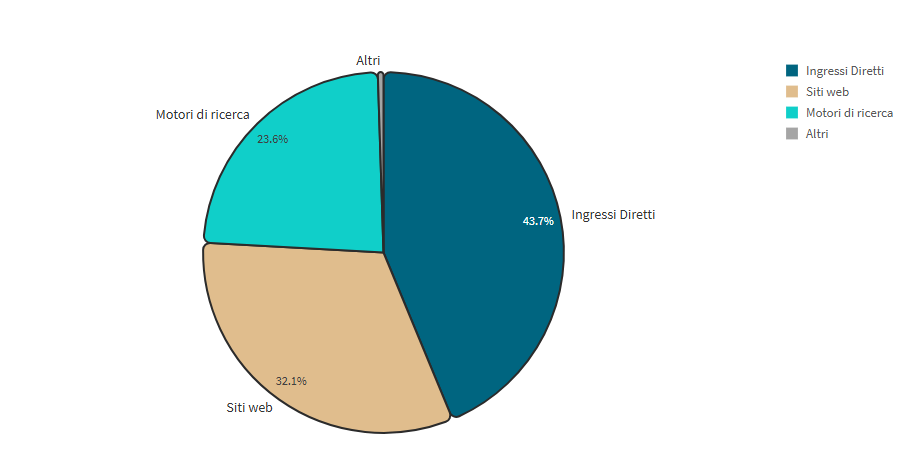 Altri
Motori di ricerca
23.6%
43.7%
Ingressi Diretti
32.1%
Siti web
Ingressi Diretti
Siti web
Motori di ricerca
Altri